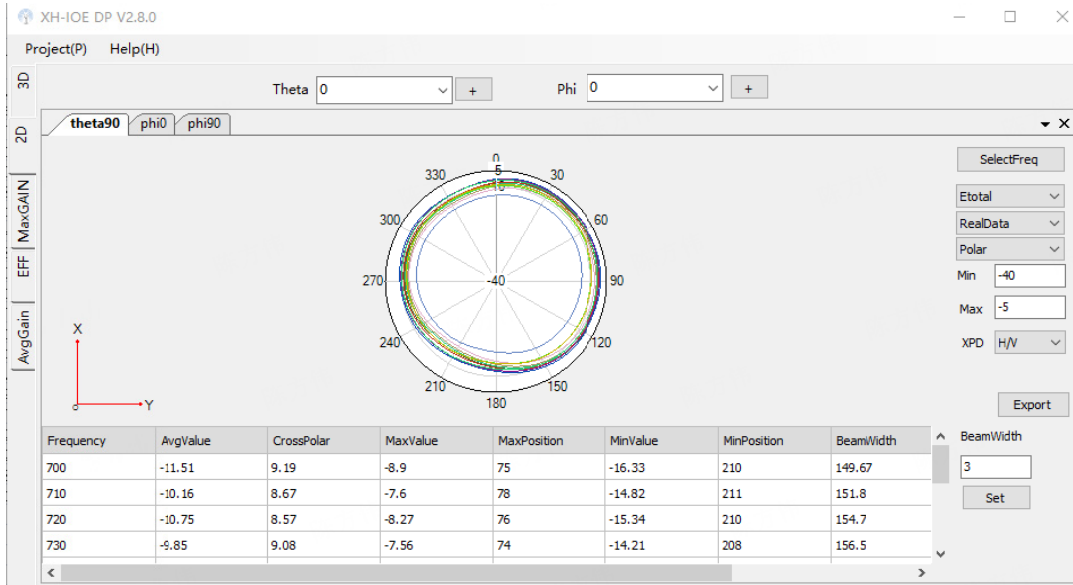 XH-IOE DP V2.8.0
Project(P) Help(H)
3D
2D
MaxGAIN
EFF
AvgGain
Theta 0 + Phi 0 +
theta90 phi0 phi90
0
5
10
330 30
300 60
270 -40 90
240 120
210 150
180
X
o
Y
SelectFreq
Etotal
RealData
Polar
Min -40
Max -5
XPD H/V
Export
Frequency AvgValue CrossPolar MaxValue MaxPosition MinValue MinPosition BeamWidth
700 -11.51 9.19 -8.9 75 -16.33 210 149.67
710 -10.16 8.67 -7.6 78 -14.82 211 151.8
720 -10.75 8.57 -8.27 76 -15.34 210 154.7
730 -9.85 9.08 -7.56 74 -14.21 208 156.5
BeamWidth
3
Set